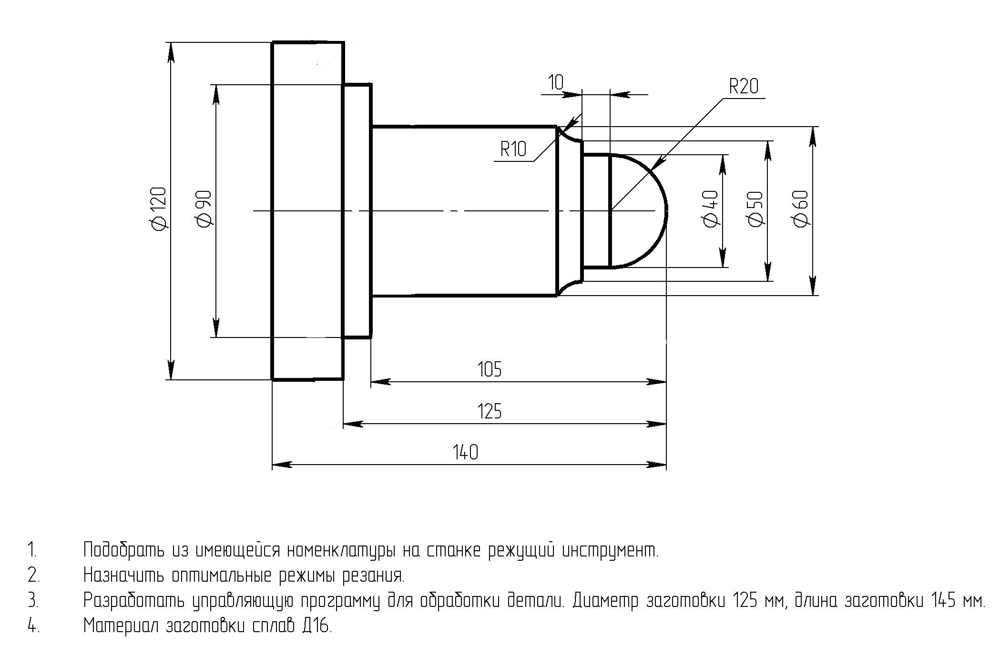 10
R20
R10
⌀120
⌀90
⌀40
⌀50
⌀60
105
125
140
1. Подобрать из имеющейся номенклатуры на станке режущий инструмент.
2. Назначить оптимальные режимы резания.
3. Разработать управляющую программу для обработки детали. Диаметр заготовки 125 мм, длина заготовки 145 мм.
4. Материал заготовки сплав Д16.